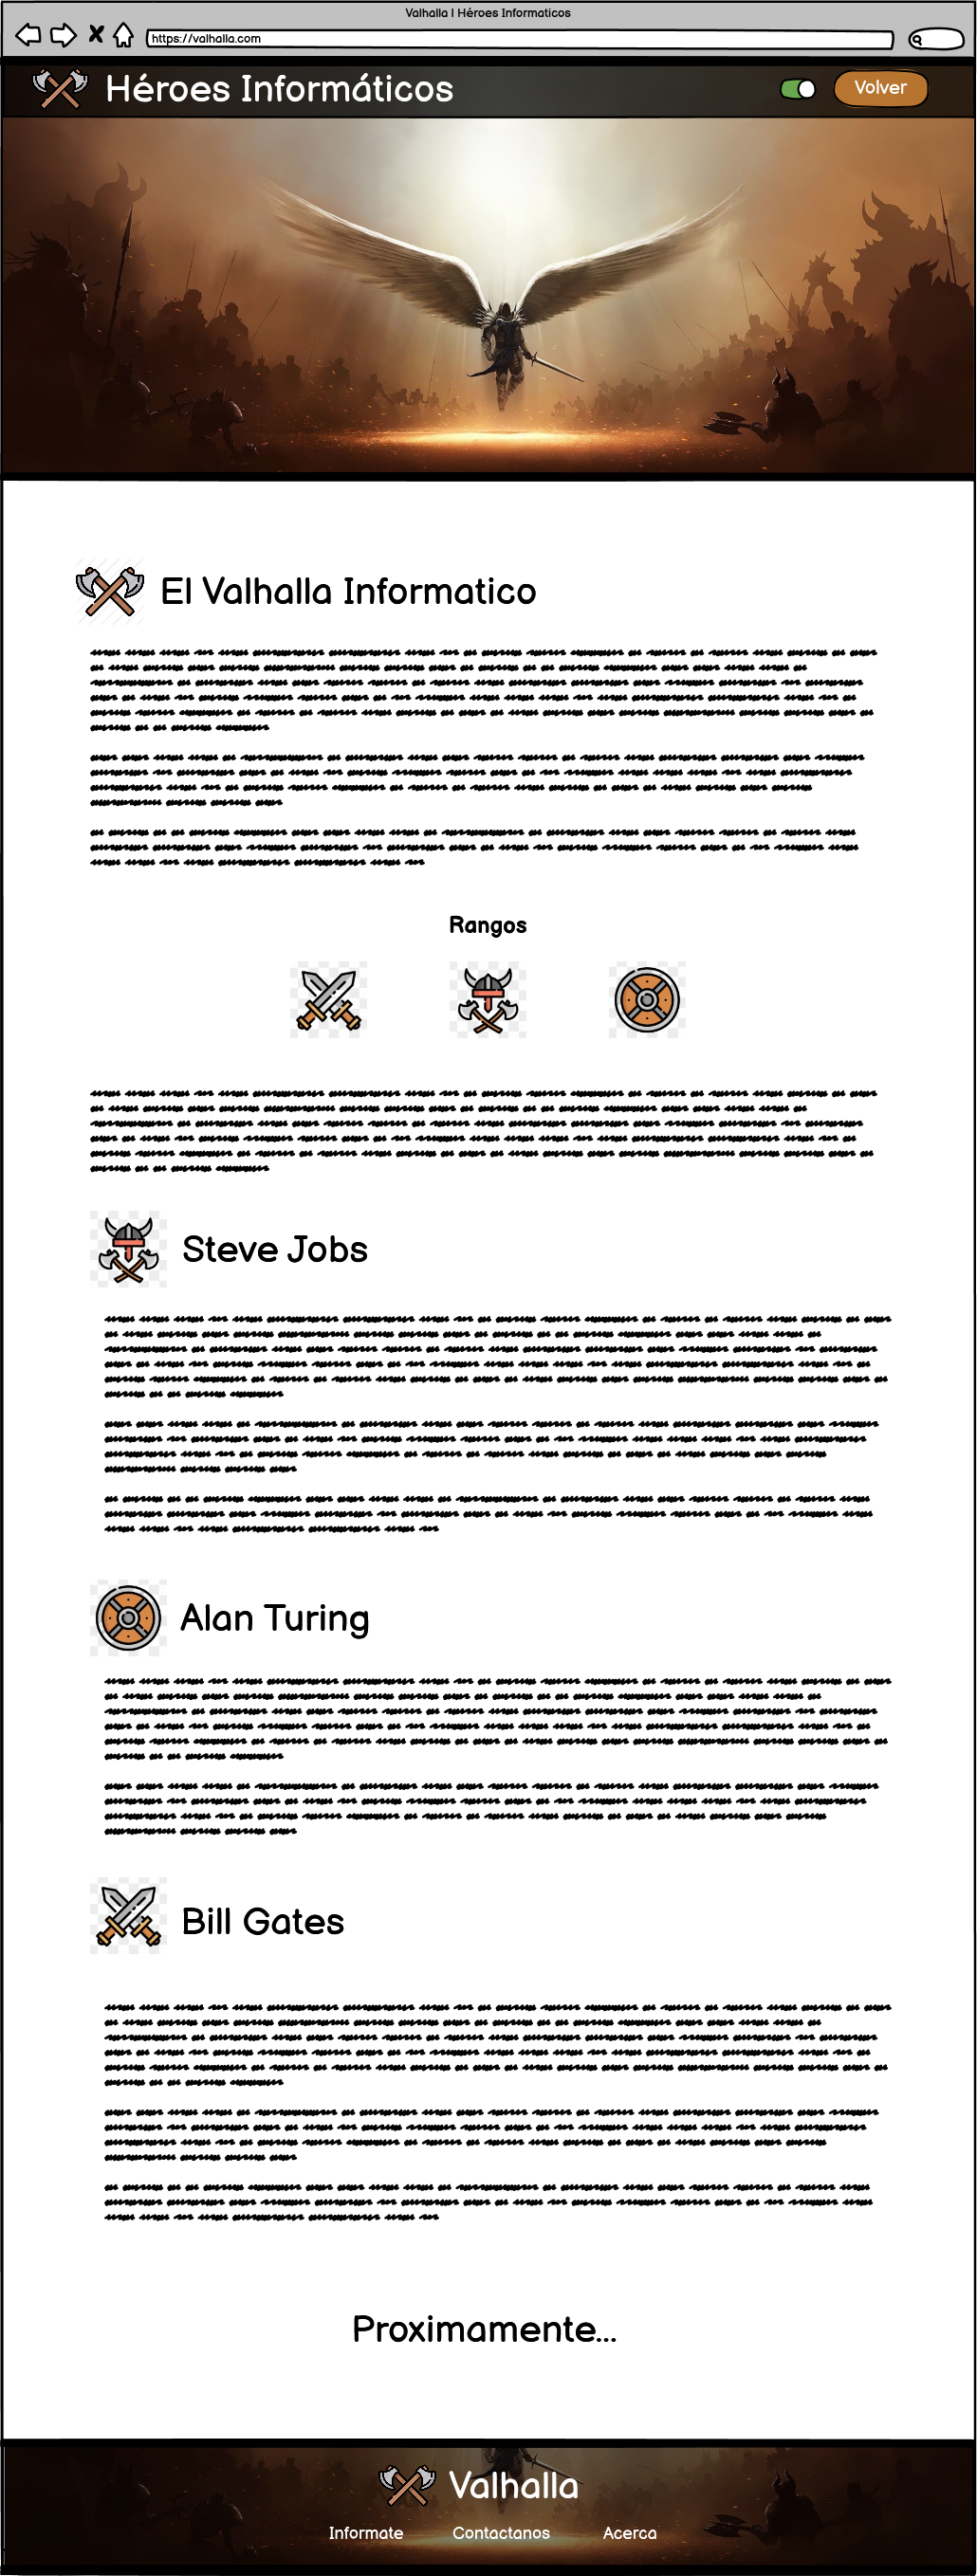 Valhalla | Héroes Informaticos
https://valhalla.com
Héroes Informáticos
Volver
El Valhalla Informatico
Rangos
Steve Jobs
Alan Turing
Bill Gates
Proximamente...
Valhalla
Informate Contactanos Acerca